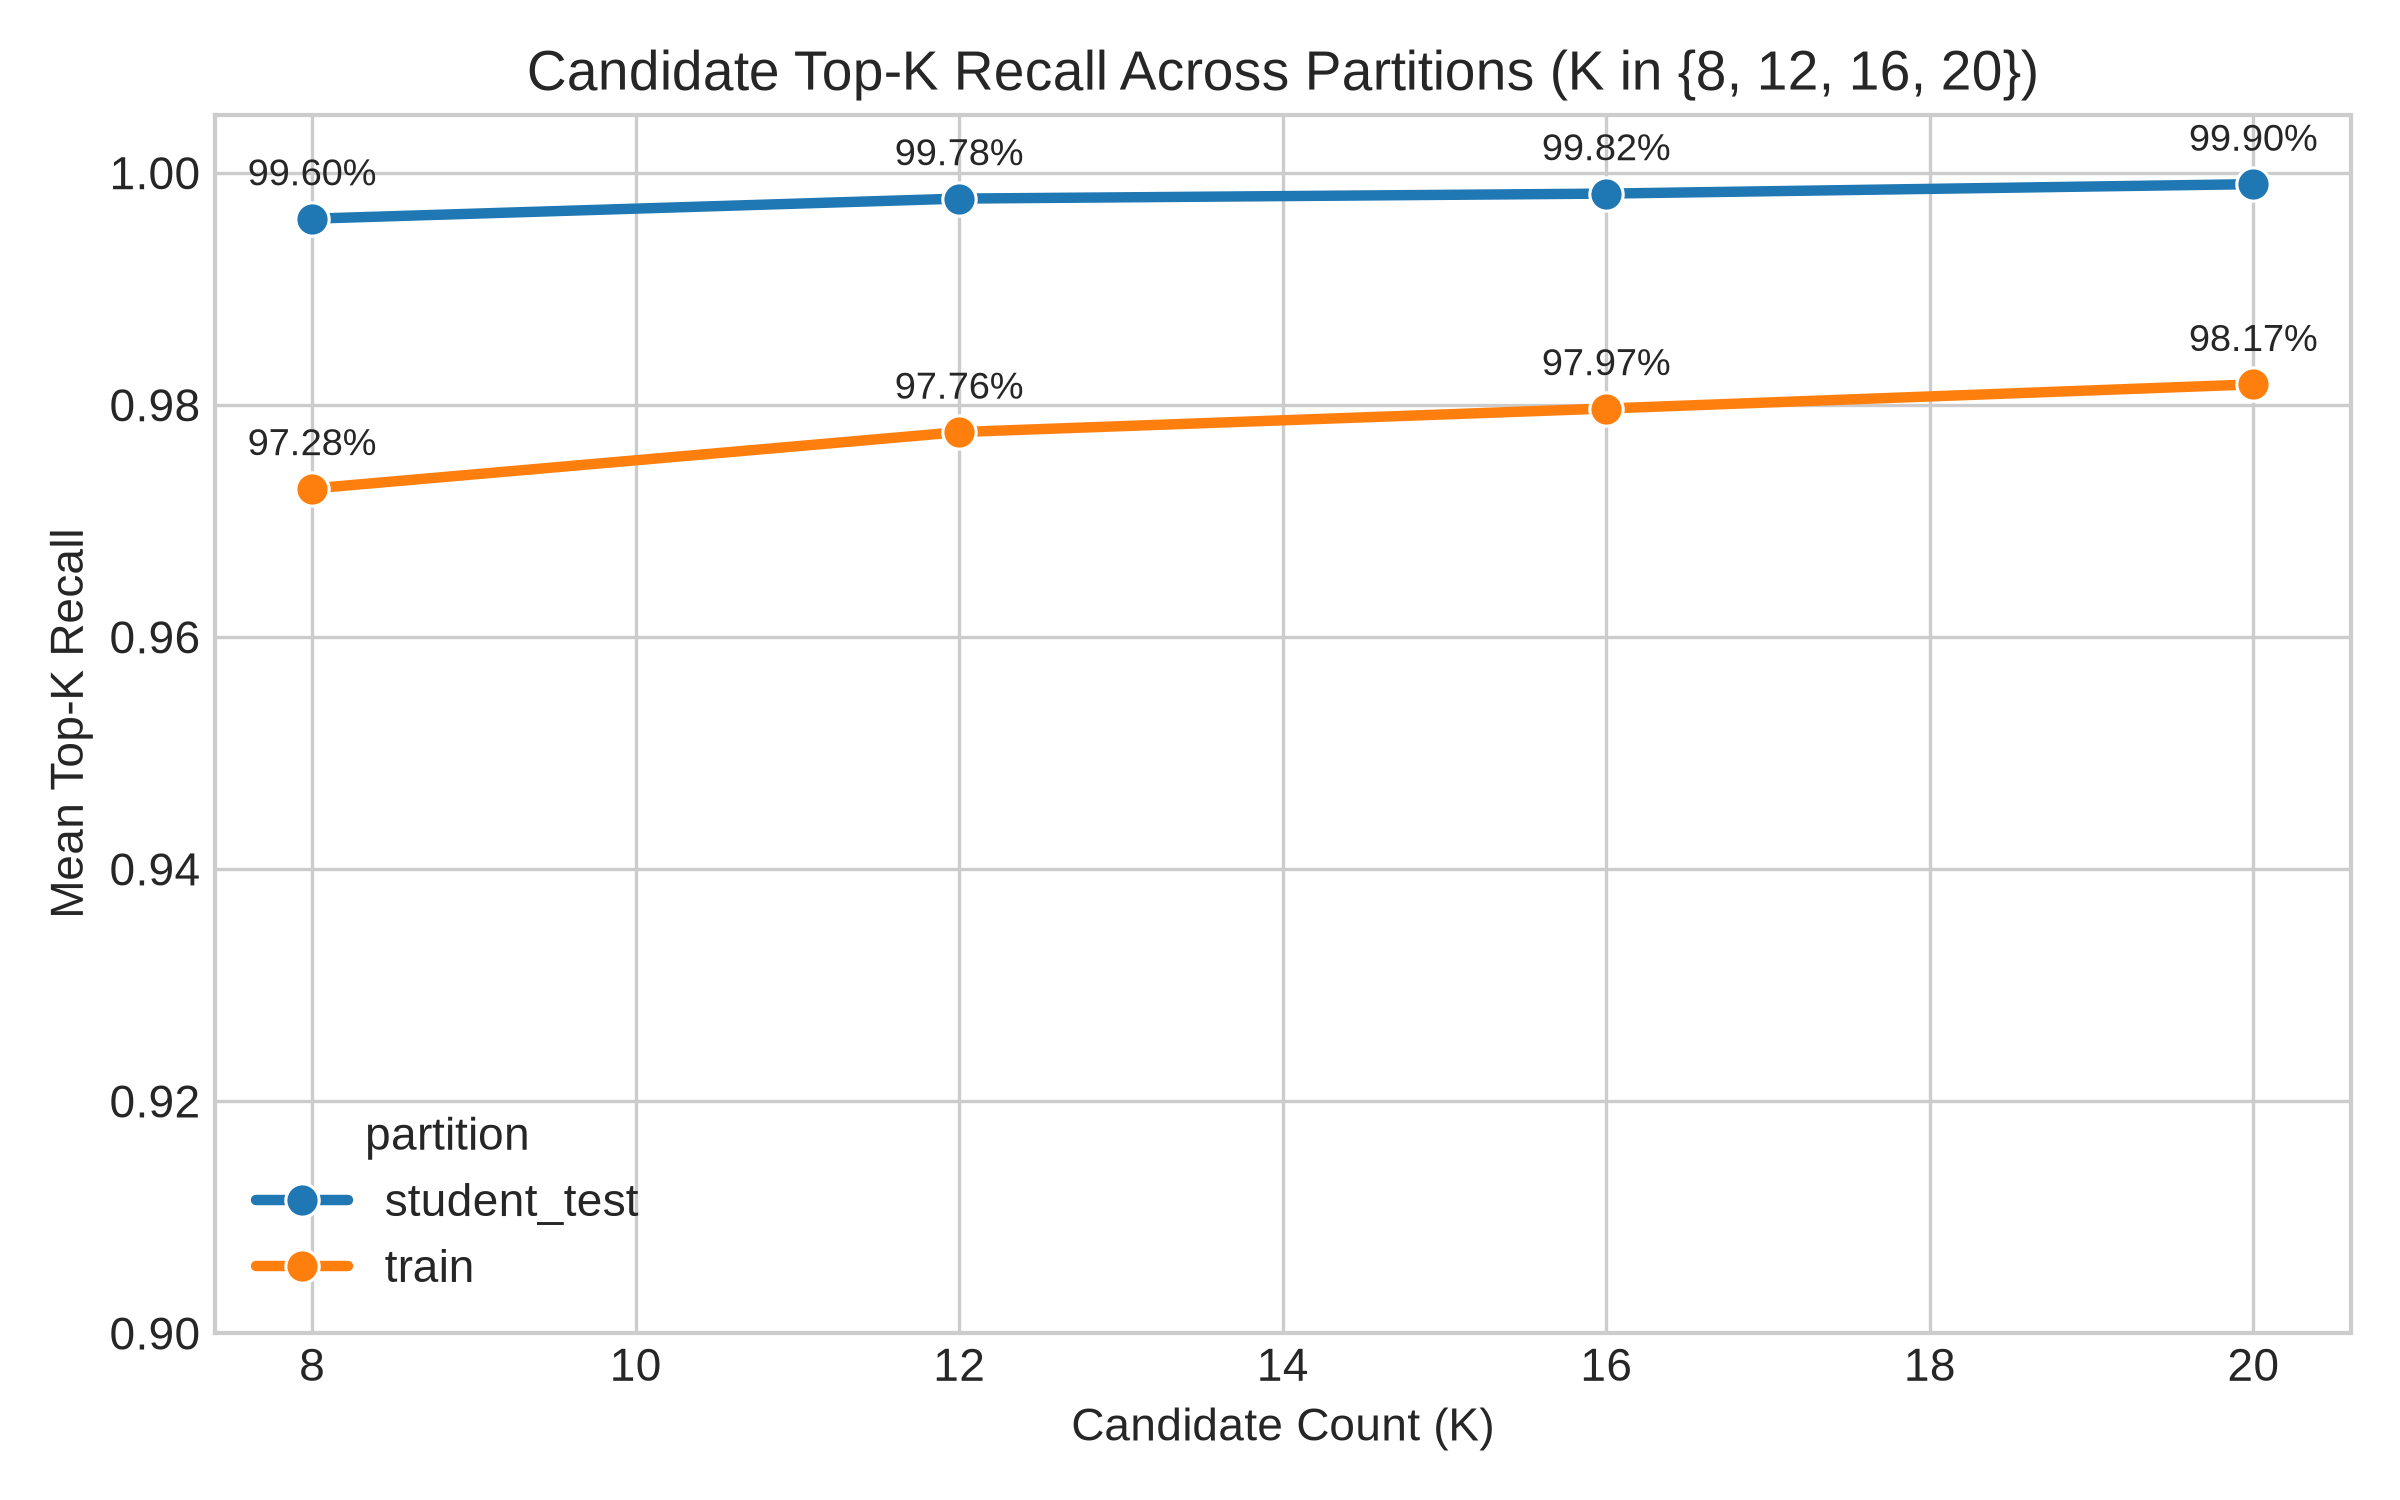 Candidate Top-K Recall Across Partitions (K in {8, 12, 16, 20})
99.60%
99.78%
99.82%
99.90%
97.28%
97.76%
97.97%
98.17%
1.00
0.98
0.96
0.94
0.92
0.90
Mean Top-K Recall
partition
student_test
train
8 10 12 14 16 18 20
Candidate Count (K)